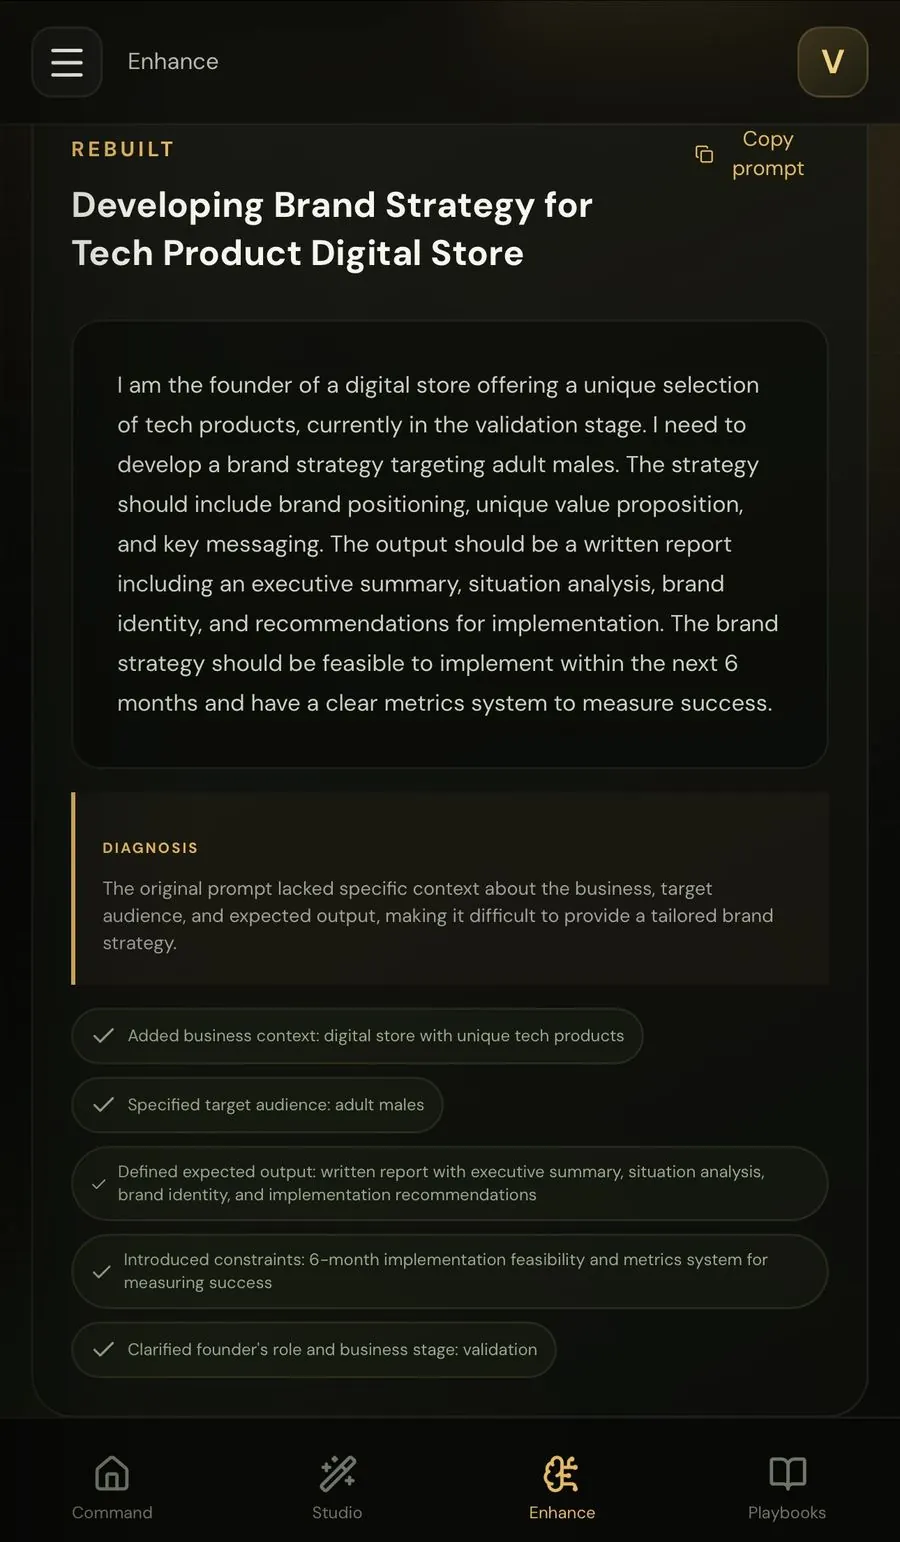 Enhance
V
REBUILT
Copy
prompt
Developing Brand Strategy for
Tech Product Digital Store
I am the founder of a digital store offering a unique selection
of tech products, currently in the validation stage. I need to
develop a brand strategy targeting adult males. The strategy
should include brand positioning, unique value proposition,
and key messaging. The output should be a written report
including an executive summary, situation analysis, brand
identity, and recommendations for implementation. The brand
strategy should be feasible to implement within the next 6
months and have a clear metrics system to measure success.
DIAGNOSIS
The original prompt lacked specific context about the business, target
audience, and expected output, making it difficult to provide a tailored brand
strategy.
Added business context: digital store with unique tech products
Specified target audience: adult males
Defined expected output: written report with executive summary, situation analysis,
brand identity, and implementation recommendations
Introduced constraints: 6-month implementation feasibility and metrics system for
measuring success
Clarified founder's role and business stage: validation
Command
Studio
Enhance
Playbooks